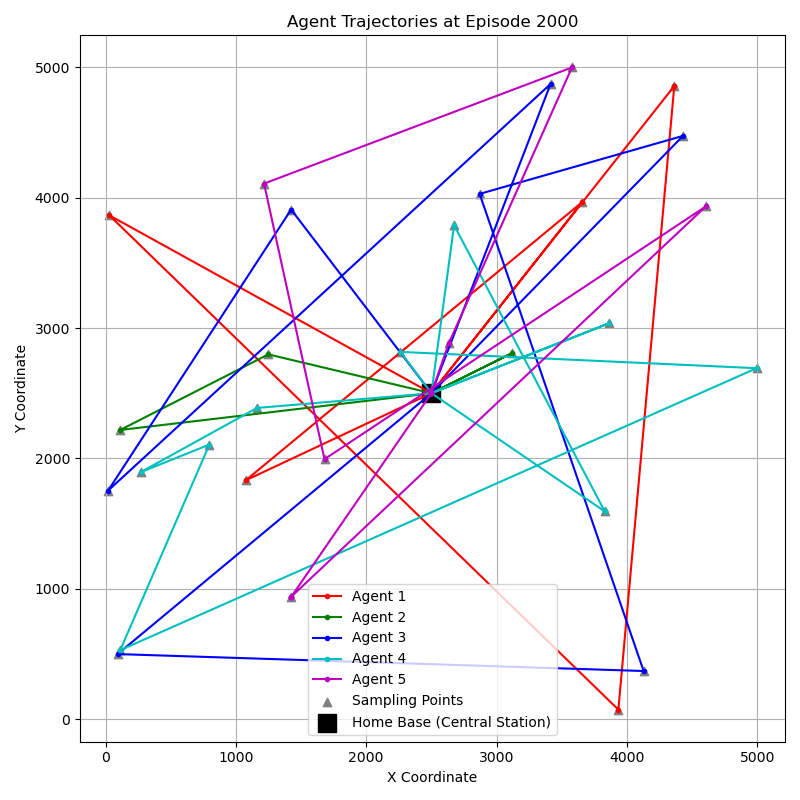 Agent Trajectories at Episode 2000
Y Coordinate
5000
4000
3000
2000
1000
0
Agent 1
Agent 2
Agent 3
Agent 4
Agent 5
Sampling Points
Home Base (Central Station)
0 1000 2000 3000 4000 5000
X Coordinate